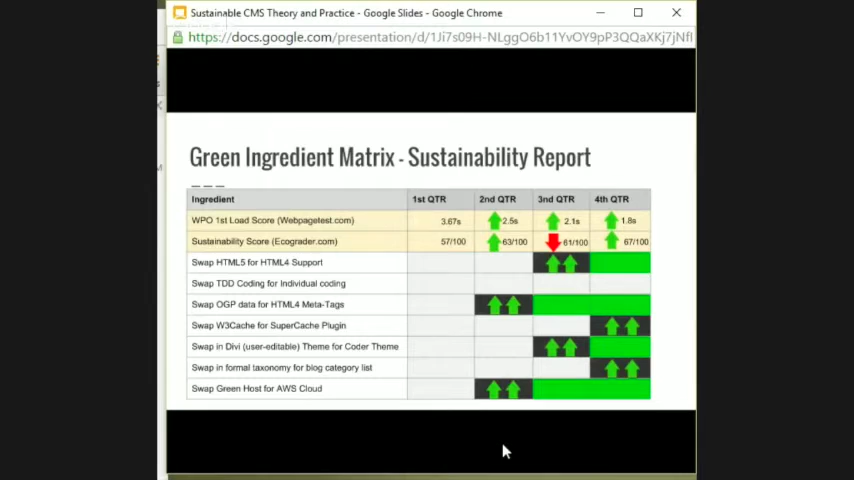 Sustainable CMS Theory and Practice - Google Slides - Google Chrome
https://docs.google.com/presentation/d/1Ji7s09H-NLggO6b11YvOY9pP3QQaXKj7jNfI
Green Ingredient Matrix - Sustainability Report
Ingredient 1st QTR 2nd QTR 3nd QTR 4th QTR
WPO 1st Load Score (Webpagetest.com) 3.67s 2.5s 2.1s 1.8s
Sustainability Score (Ecograder.com) 57/100 63/100 61/100 67/100
Swap HTML5 for HTML4 Support
Swap TDD Coding for Individual coding
Swap OGP data for HTML4 Meta-Tags
Swap W3Cache for SuperCache Plugin
Swap in Divi (user-editable) Theme for Coder Theme
Swap in formal taxonomy for blog category list
Swap Green Host for AWS Cloud